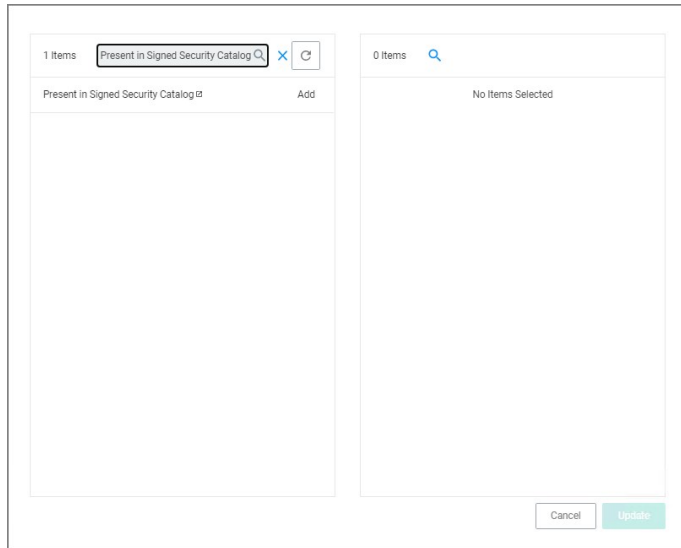 1 Items Present in Signed Security Catalog
Present in Signed Security Catalog Add
0 Items
No Items Selected
Cancel Update